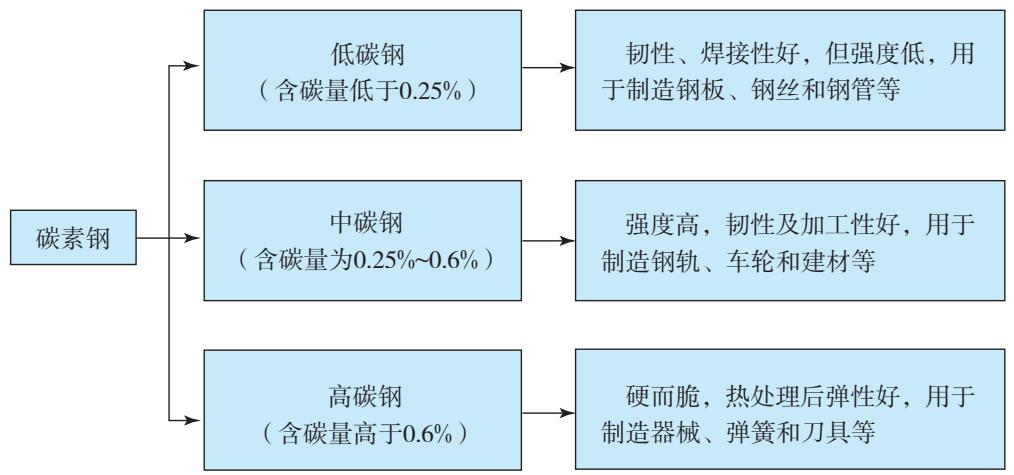 碳素钢
低碳钢
（含碳量低于0.25%）
韧性、焊接性好，但强度低，用
于制造钢板、钢丝和钢管等
中碳钢
（含碳量为0.25%~0.6%）
强度高，韧性及加工性好，用于
制造钢轨、车轮和建材等
高碳钢
（含碳量高于0.6%）
硬而脆，热处理后弹性好，用于
制造器械、弹簧和刀具等